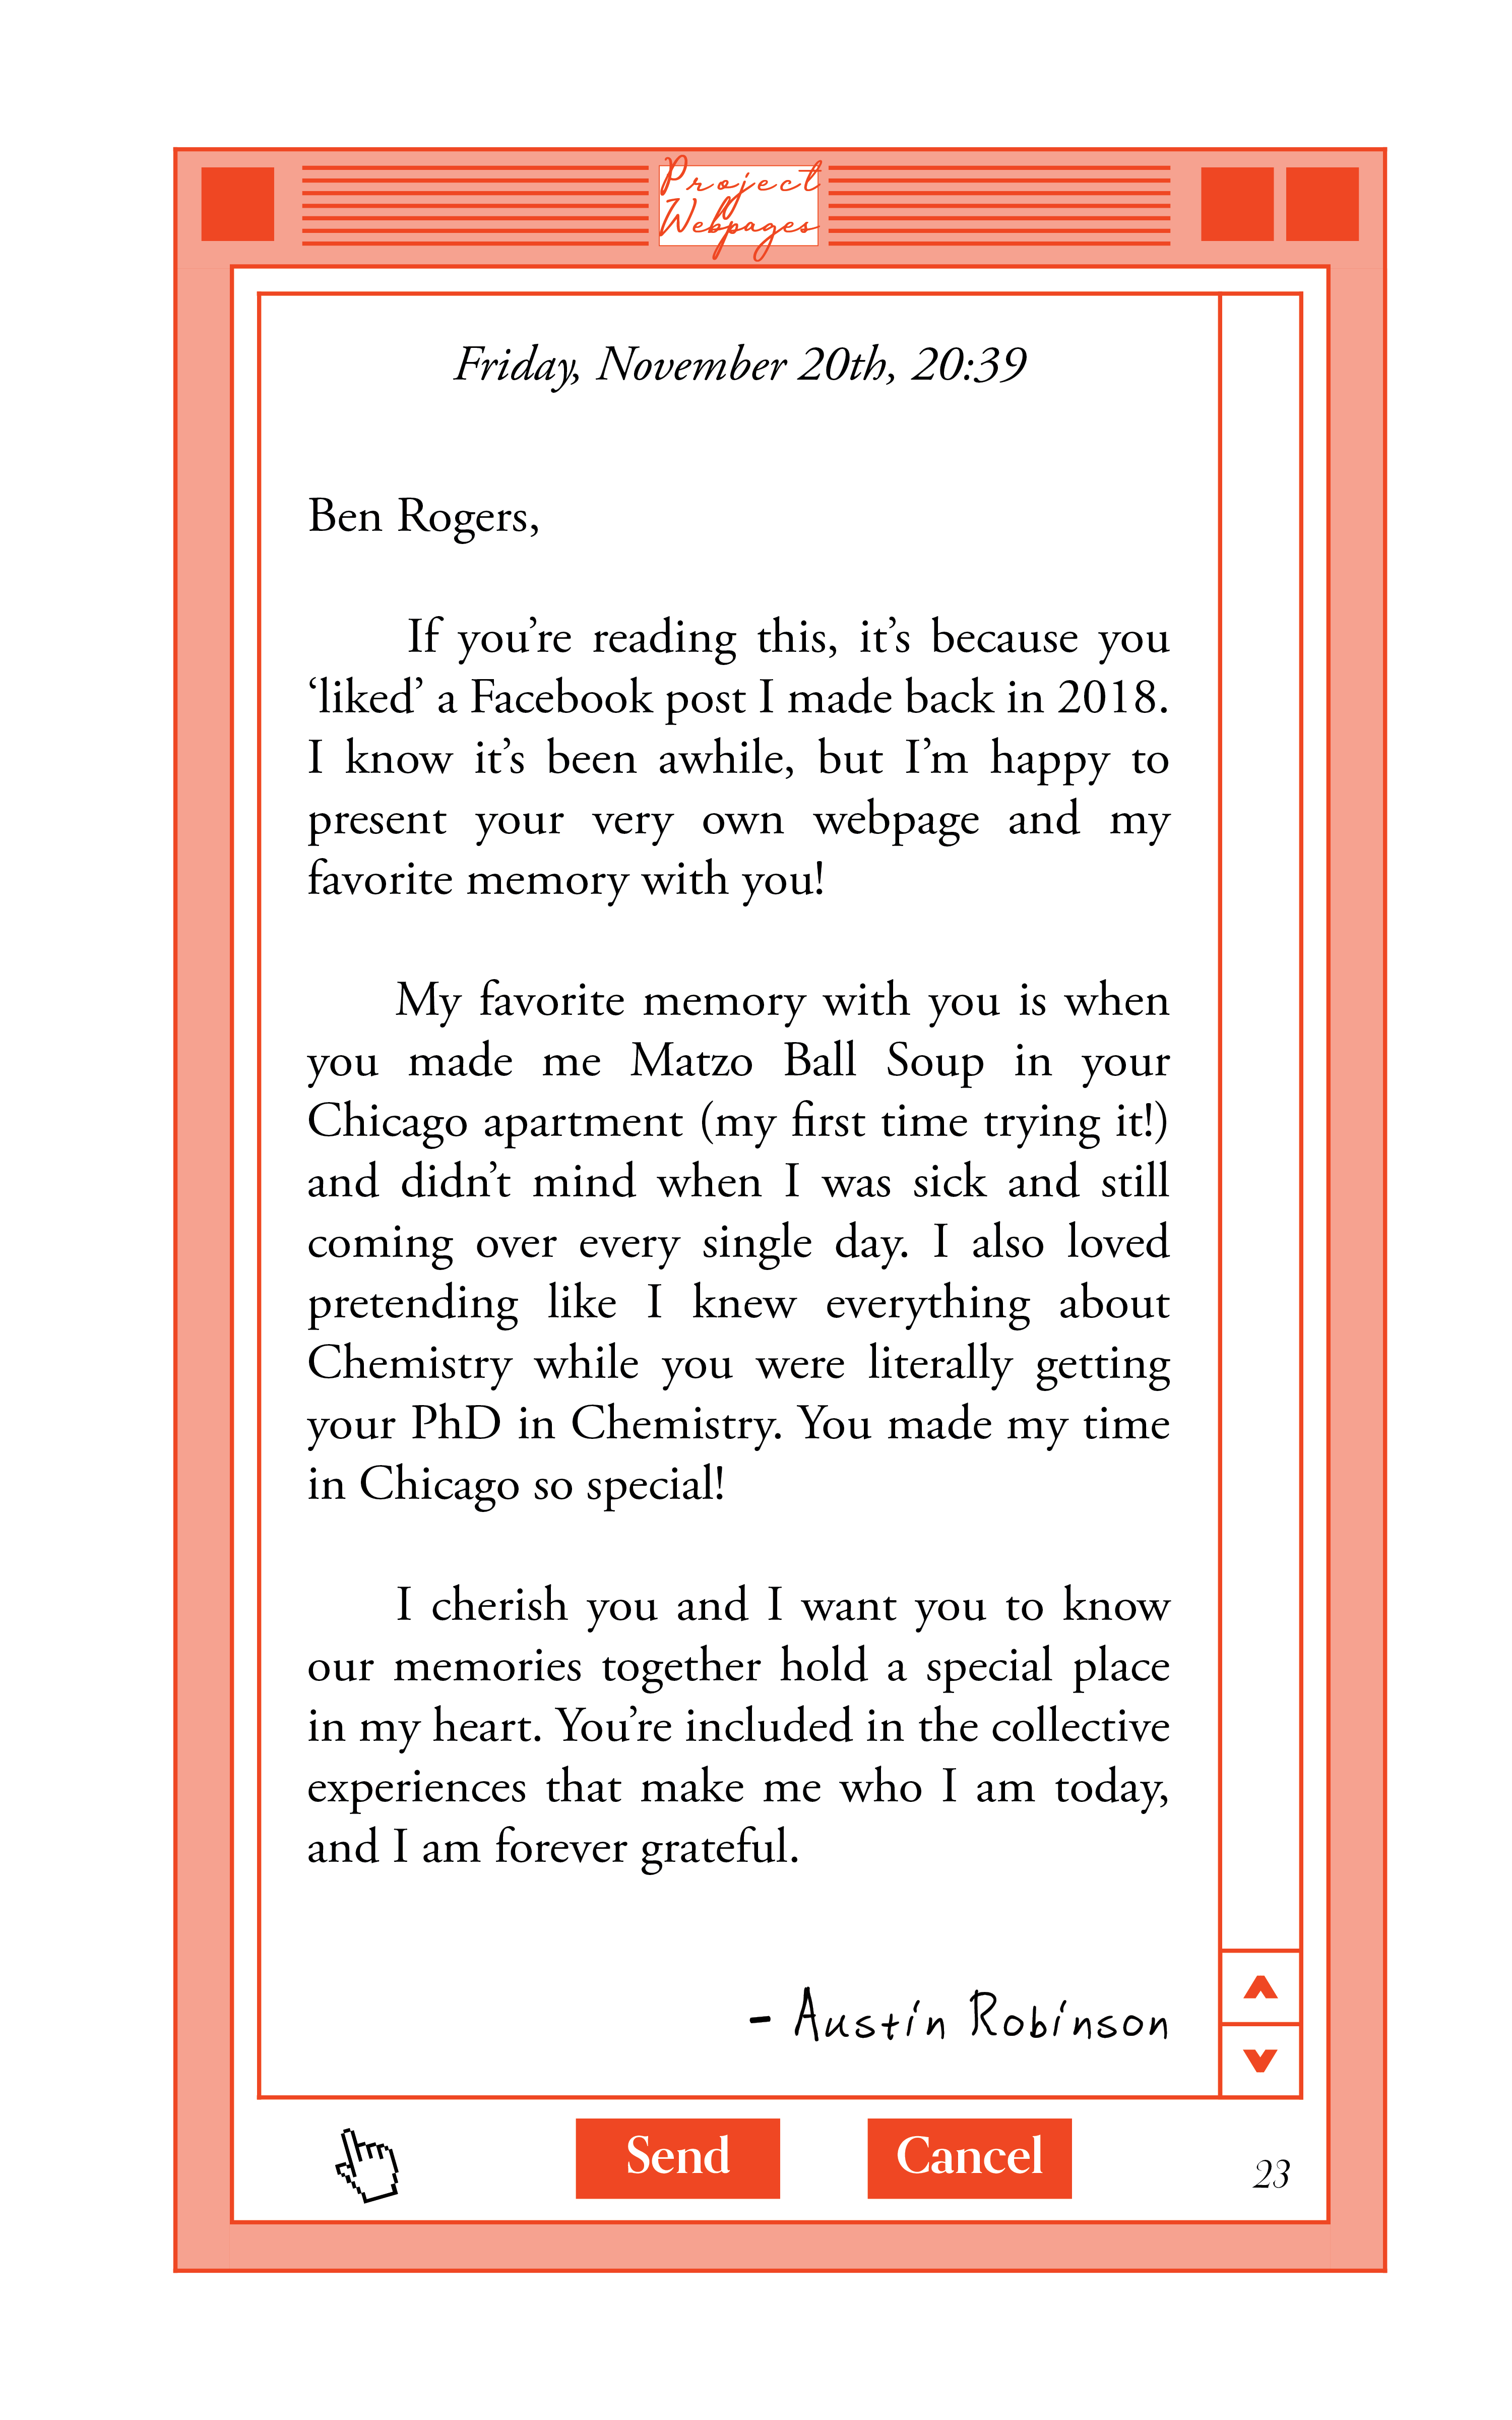 Project
Webpages
Friday, November 20th, 20:39
Ben Rogers,
If you’re reading this, it’s because you
‘liked’ a Facebook post I made back in 2018.
I know it’s been awhile, but I’m happy to
present your very own webpage and my
favorite memory with you!
My favorite memory with you is when
you made me Matzo Ball Soup in your
Chicago apartment (my first time trying it!)
and didn’t mind when I was sick and still
coming over every single day. I also loved
pretending like I knew everything about
Chemistry while you were literally getting
your PhD in Chemistry. You made my time
in Chicago so special!
I cherish you and I want you to know
our memories together hold a special place
in my heart. You’re included in the collective
experiences that make me who I am today,
and I am forever grateful.
- Austin Robinson
Send Cancel
23